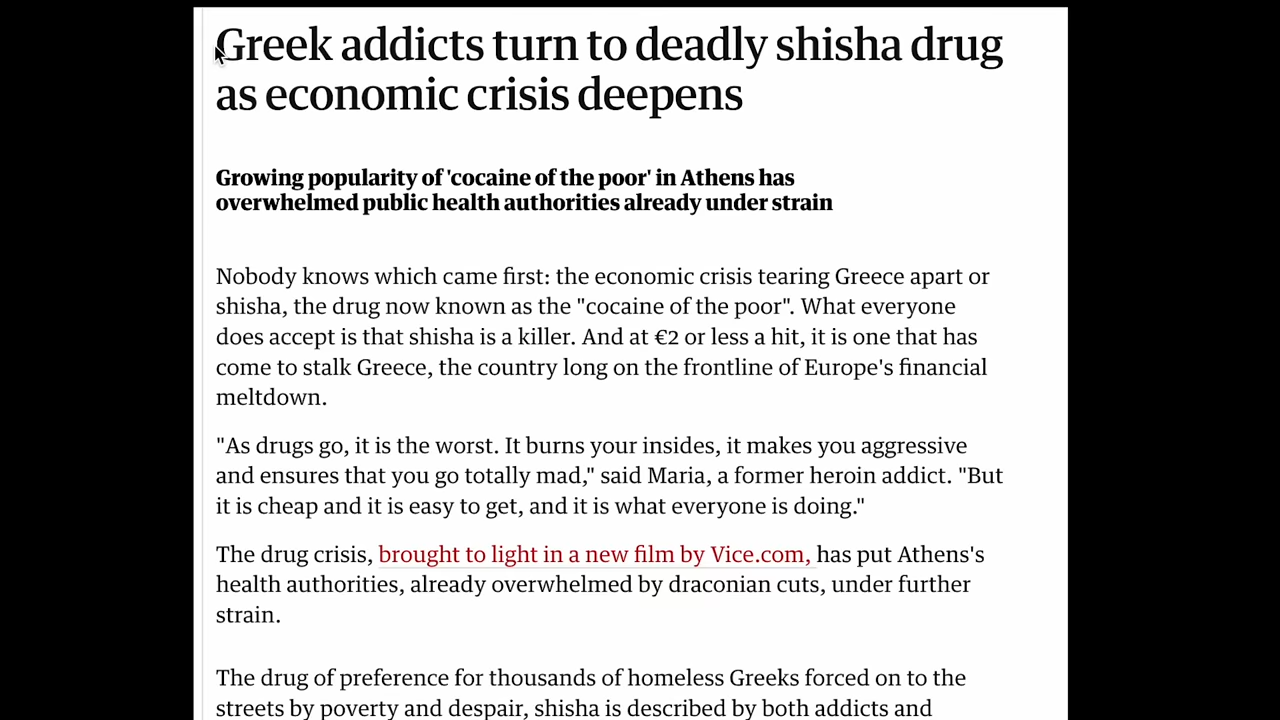 Greek addicts turn to deadly shisha drug
as economic crisis deepens
Growing popularity of 'cocaine of the poor' in Athens has
overwhelmed public health authorities already under strain
Nobody knows which came first: the economic crisis tearing Greece apart or
shisha, the drug now known as the "cocaine of the poor". What everyone
does accept is that shisha is a killer. And at €2 or less a hit, it is one that has
come to stalk Greece, the country long on the frontline of Europe's financial
meltdown.
"As drugs go, it is the worst. It burns your insides, it makes you aggressive
and ensures that you go totally mad," said Maria, a former heroin addict. "But
it is cheap and it is easy to get, and it is what everyone is doing."
The drug crisis, brought to light in a new film by Vice.com, has put Athens's
health authorities, already overwhelmed by draconian cuts, under further
strain.
The drug of preference for thousands of homeless Greeks forced on to the
streets by poverty and despair, shisha is described by both addicts and